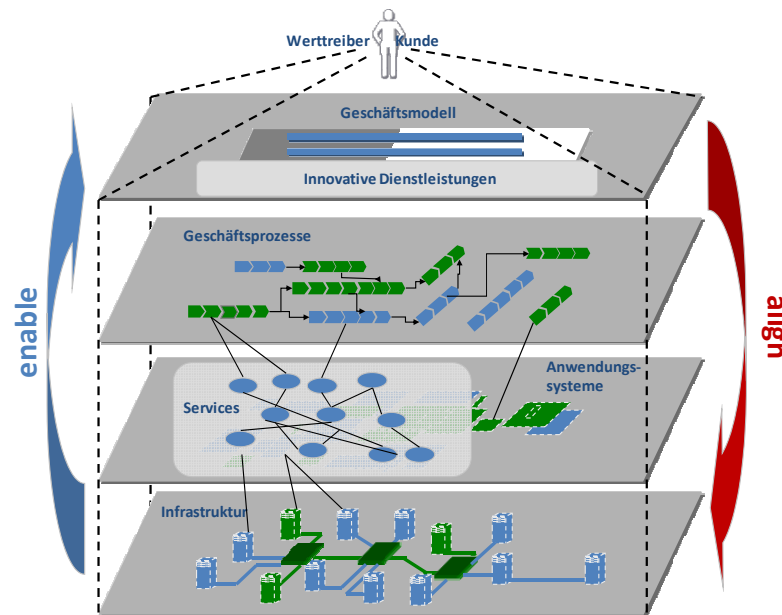 Werttreiber Kunde
Geschäftsmodell
Innovative Dienstleistungen
Geschäftsprozesse
enable
align
Anwendungs-
systeme
Services
Infrastruktur